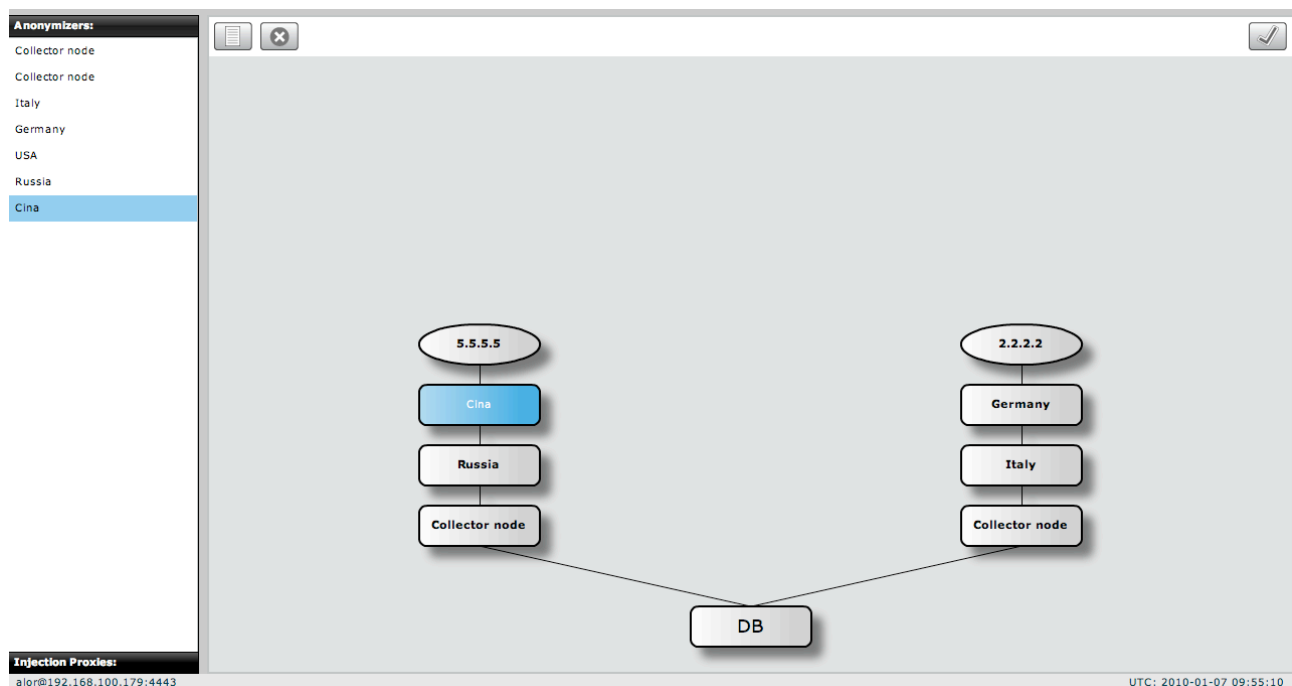 Anonymizers:
Collector node
Collector node
Italy
Germany
USA
Russia
Cina
5.5.5.5
Cina
Russia
Collector node
2.2.2.2
Germany
Italy
Collector node
DB
Injection Proxies:
alor@192.168.100.179:4443
UTC: 2010-01-07 09:55:10